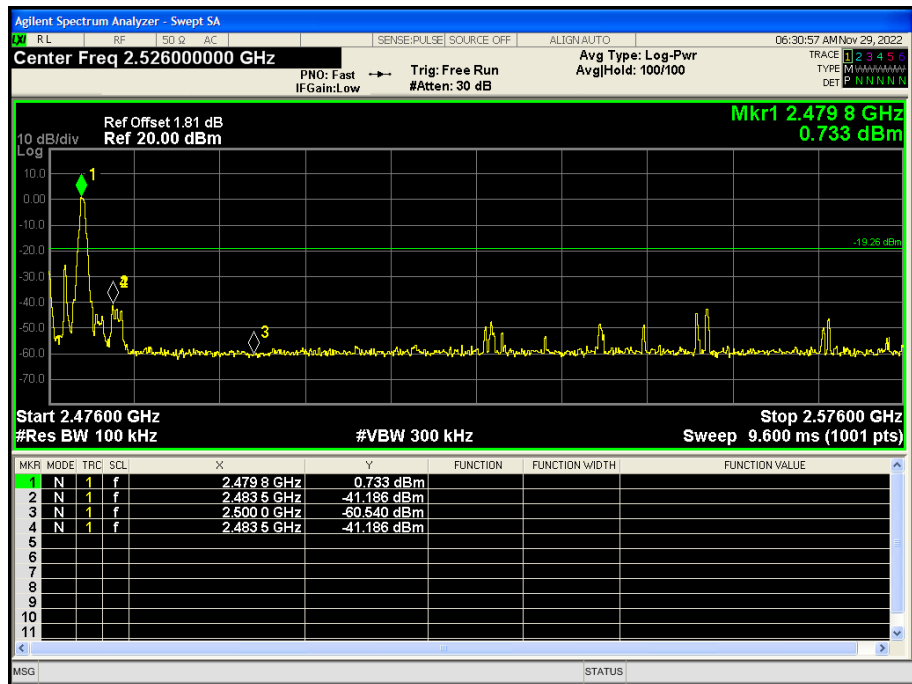 Agilent Spectrum Analyzer - Swept SA
LXI RL RF 50 Ω AC SENSE:PULSE SOURCE OFF ALIGN AUTO 06:30:57 AM Nov 29, 2022
Center Freq 2.526000000 GHz
PNO: Fast
IFGain:Low
Trig: Free Run
#Atten: 30 dB
Avg Type: Log-Pwr
Avg|Hold: 100/100
TRACE 1 2 3 4 5 6
TYPE M
DET P N N N N N
Mkr1 2.479 8 GHz
0.733 dBm
Ref Offset 1.81 dB
10 dB/div Ref 20.00 dBm
Log
10.0
0.00
-10.0
-20.0
-30.0
-40.0
-50.0
-60.0
-70.0
1
2
3
-19.26 dBm
Start 2.47600 GHz Stop 2.57600 GHz
#Res BW 100 kHz #VBW 300 kHz Sweep 9.600 ms (1001 pts)
MKR MODE TRC SCL X Y FUNCTION FUNCTION WIDTH FUNCTION VALUE
1 N 1 f 2.479 8 GHz 0.733 dBm
2 N 1 f 2.483 5 GHz -41.186 dBm
3 N 1 f 2.500 0 GHz -60.540 dBm
4 N 1 f 2.483 5 GHz -41.186 dBm
5
6
7
8
9
10
11
MSG STATUS